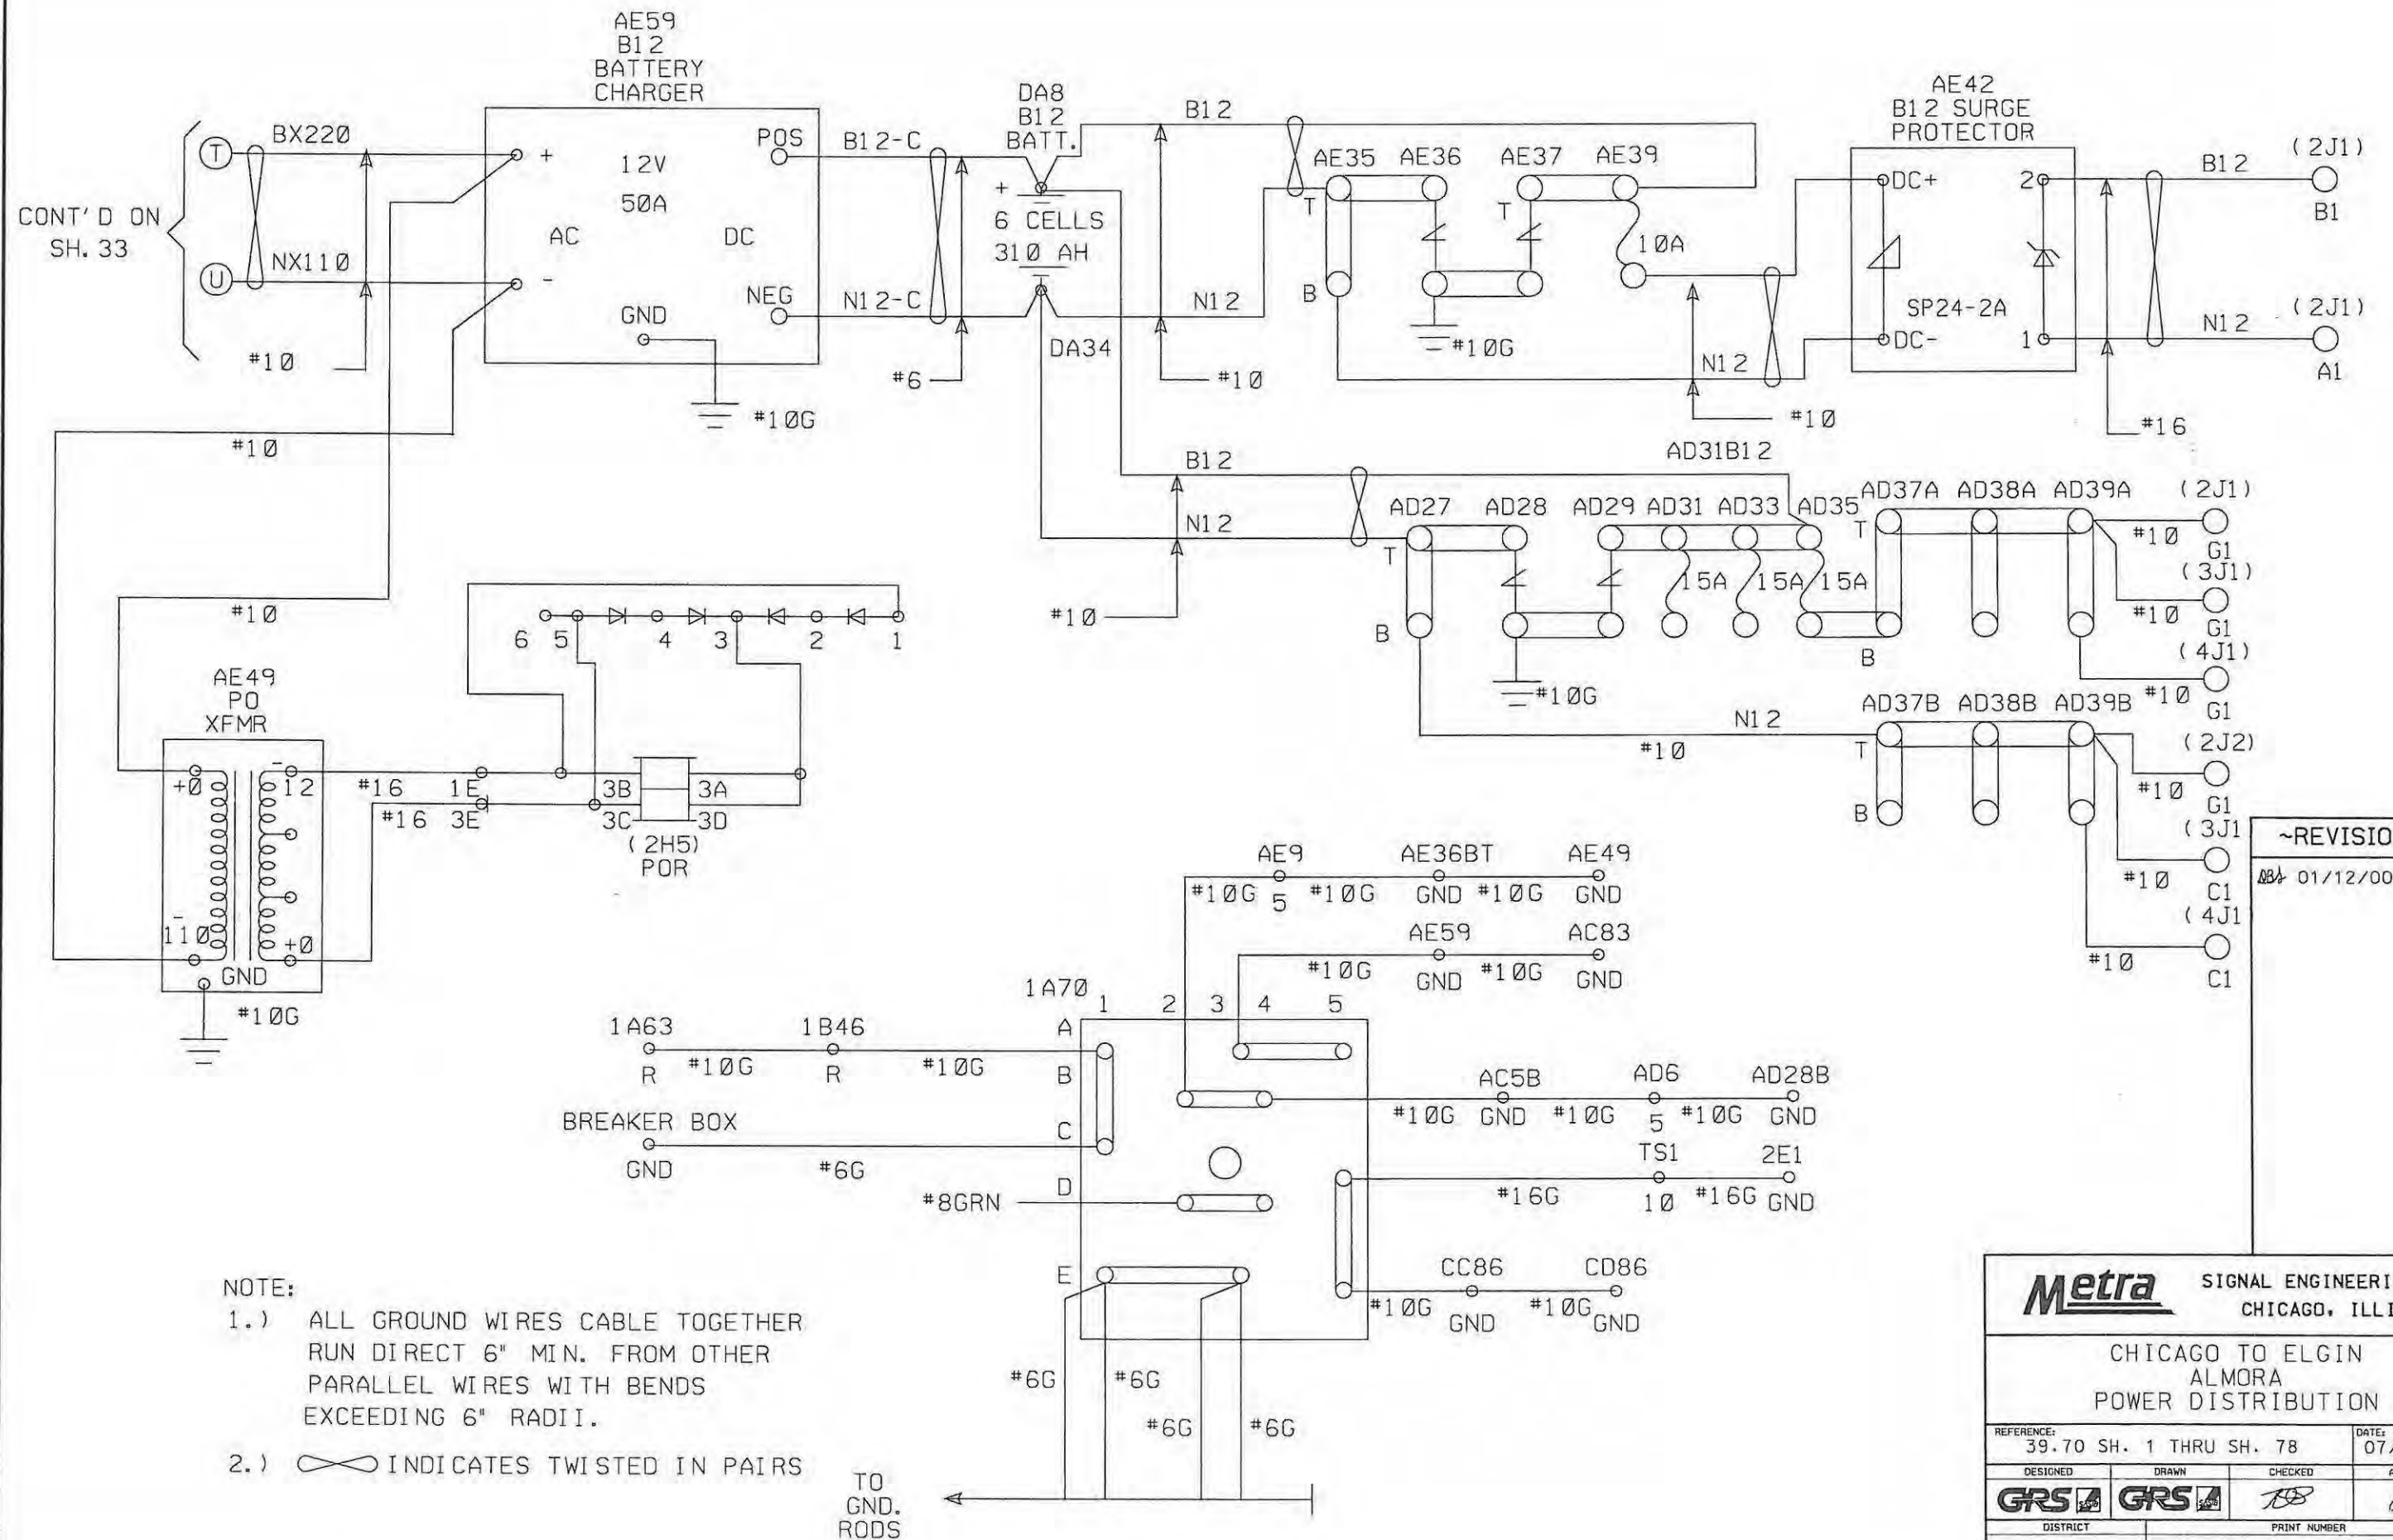 AE59
B12
BATTERY
CHARGER
BX220
T
NX110
U
CONT'D ON
SH. 33
#10
+
12V
50A
AC
DC
-
GND
POS
NEG
#10G
B12-C
N12-C
#6
DA8
B12
BATT.
+
6 CELLS
310 AH
DA34
B12
N12
#10
AE35 AE36 AE37 AE39
T
T
B
10A
#10G
N12
#10
AE42
B12 SURGE
PROTECTOR
DC+
2
SP24-2A
DC-
1
B12
(2J1)
B1
N12
(2J1)
A1
#16
#10
#10
B12
N12
#10
AD31B12
AD27 AD28 AD29 AD31 AD33 AD35
T
B
15A 15A 15A
#10G
AD37A AD38A AD39A
T
B
(2J1)
#10
G1
(3J1)
#10
G1
(4J1)
#10
G1
N12
#10
AD37B AD38B AD39B
T
B
(2J2)
#10
G1
(3J1
#10
C1
(4J1
#10
C1
6 5 4 3 2 1
AE49
PO
XFMR
+0
-
12
-
110
+0
GND
#10G
#16 1E
#16 3E
3B 3A
3C 3D
(2H5)
POR
AE9 AE36BT AE49
#10G 5 #10G GND #10G GND
AE59 AC83
#10G GND #10G GND
1A70
1 2 3 4 5
A
B
C
D
E
1A63 1B46
R #10G R #10G
BREAKER BOX
GND #6G
#8GRN
AC5B AD6 AD28B
#10G GND #10G 5 #10G GND
TS1 2E1
#16G 10 #16G GND
CC86 CD86
#10G GND #10G GND
#6G #6G
#6G #6G
TO
GND.
RODS
NOTE:
1.) ALL GROUND WIRES CABLE TOGETHER
RUN DIRECT 6" MIN. FROM OTHER
PARALLEL WIRES WITH BENDS
EXCEEDING 6" RADII.
2.) INDICATES TWISTED IN PAIRS
~REVISIO
01/12/00
Metra
SIGNAL ENGINEERI
CHICAGO, ILLI
CHICAGO TO ELGIN
ALMORA
POWER DISTRIBUTION
REFERENCE:
39.70 SH. 1 THRU SH. 78
DATE:
07/
DESIGNED DRAWN CHECKED
GRS GRS
DISTRICT PRINT NUMBER